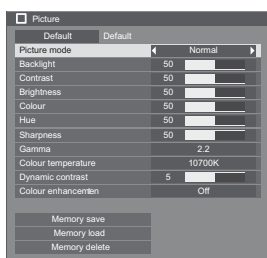 Picture
Default Default
Picture mode Normal
Backlight 50
Contrast 50
Brightness 50
Colour 50
Hue 50
Sharpness 50
Gamma 2.2
Colour temperature 10700K
Dynamic contrast 5
Colour enhancemen Off
Memory save
Memory load
Memory delete